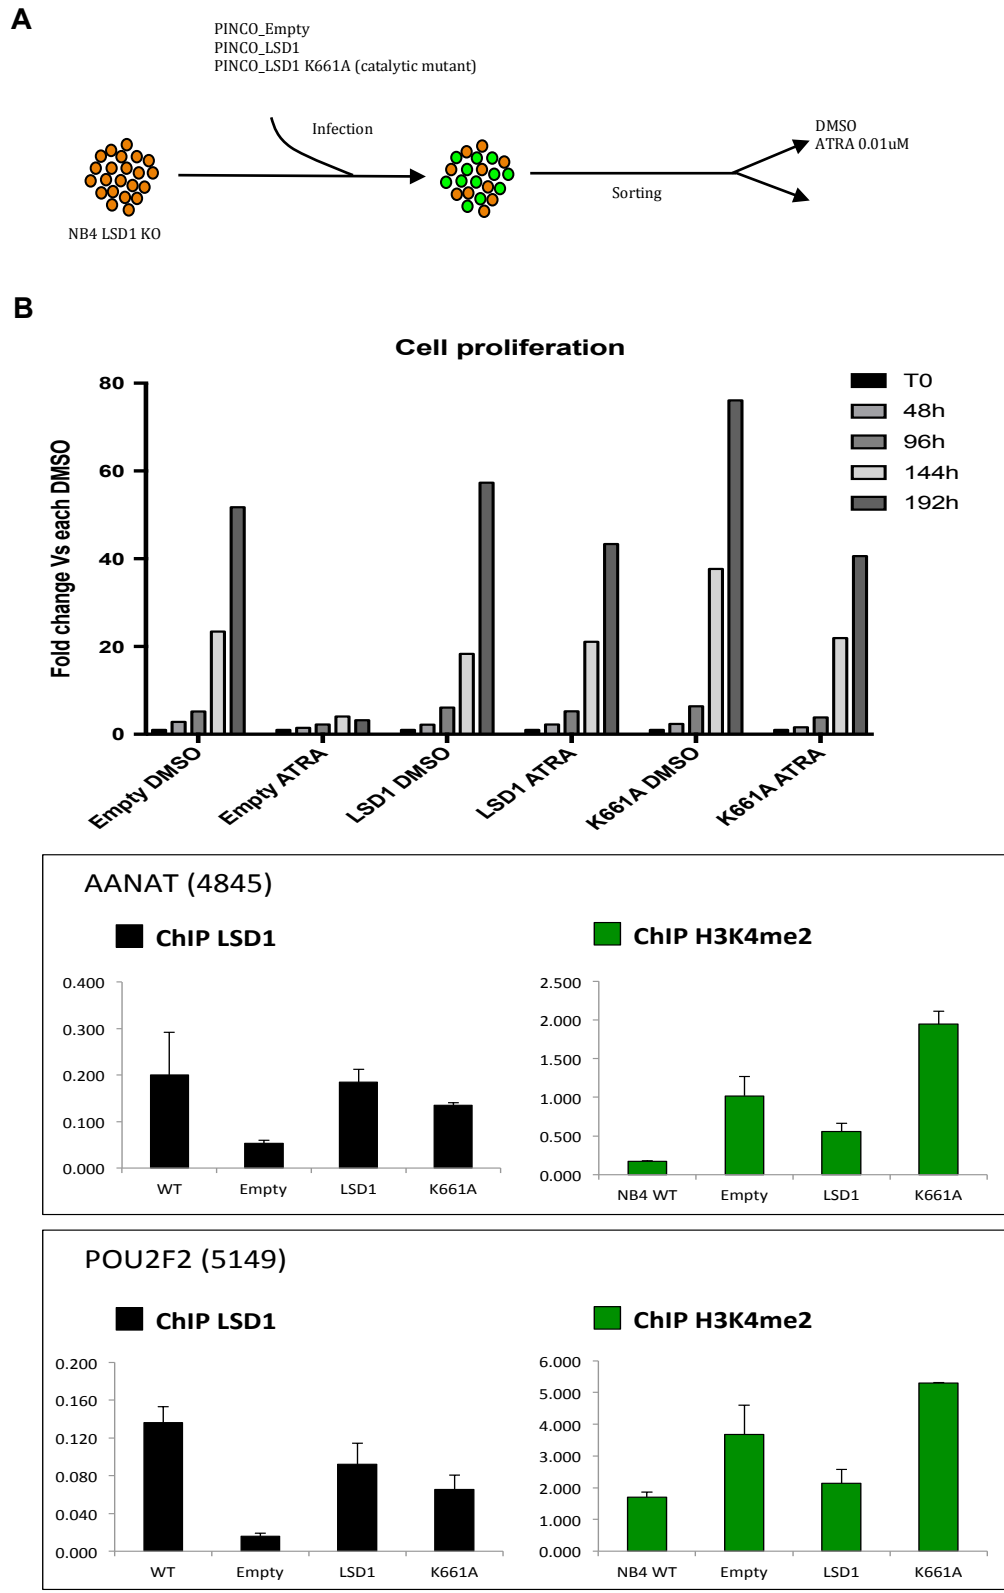 A
PINCO_Empty
PINCO_LSD1
PINCO_LSD1 K661A (catalytic mutant)
Infection
DMSO
ATRA 0.01uM
Sorting
NB4 LSD1 KO
B
Cell proliferation
Fold change Vs each DMSO
80
60
40
20
0
T0
48h
96h
144h
192h
Empty DMSO
Empty ATRA
LSD1 DMSO
LSD1 ATRA
K661A DMSO
K661A ATRA
AANAT (4845)
ChIP LSD1
0.400
0.300
0.200
0.100
0.000
WT Empty LSD1 K661A
ChIP H3K4me2
2.500
2.000
1.500
1.000
0.500
0.000
NB4 WT Empty LSD1 K661A
POU2F2 (5149)
ChIP LSD1
0.200
0.160
0.120
0.080
0.040
0.000
WT Empty LSD1 K661A
ChIP H3K4me2
6.000
5.000
4.000
3.000
2.000
1.000
0.000
NB4 WT Empty LSD1 K661A